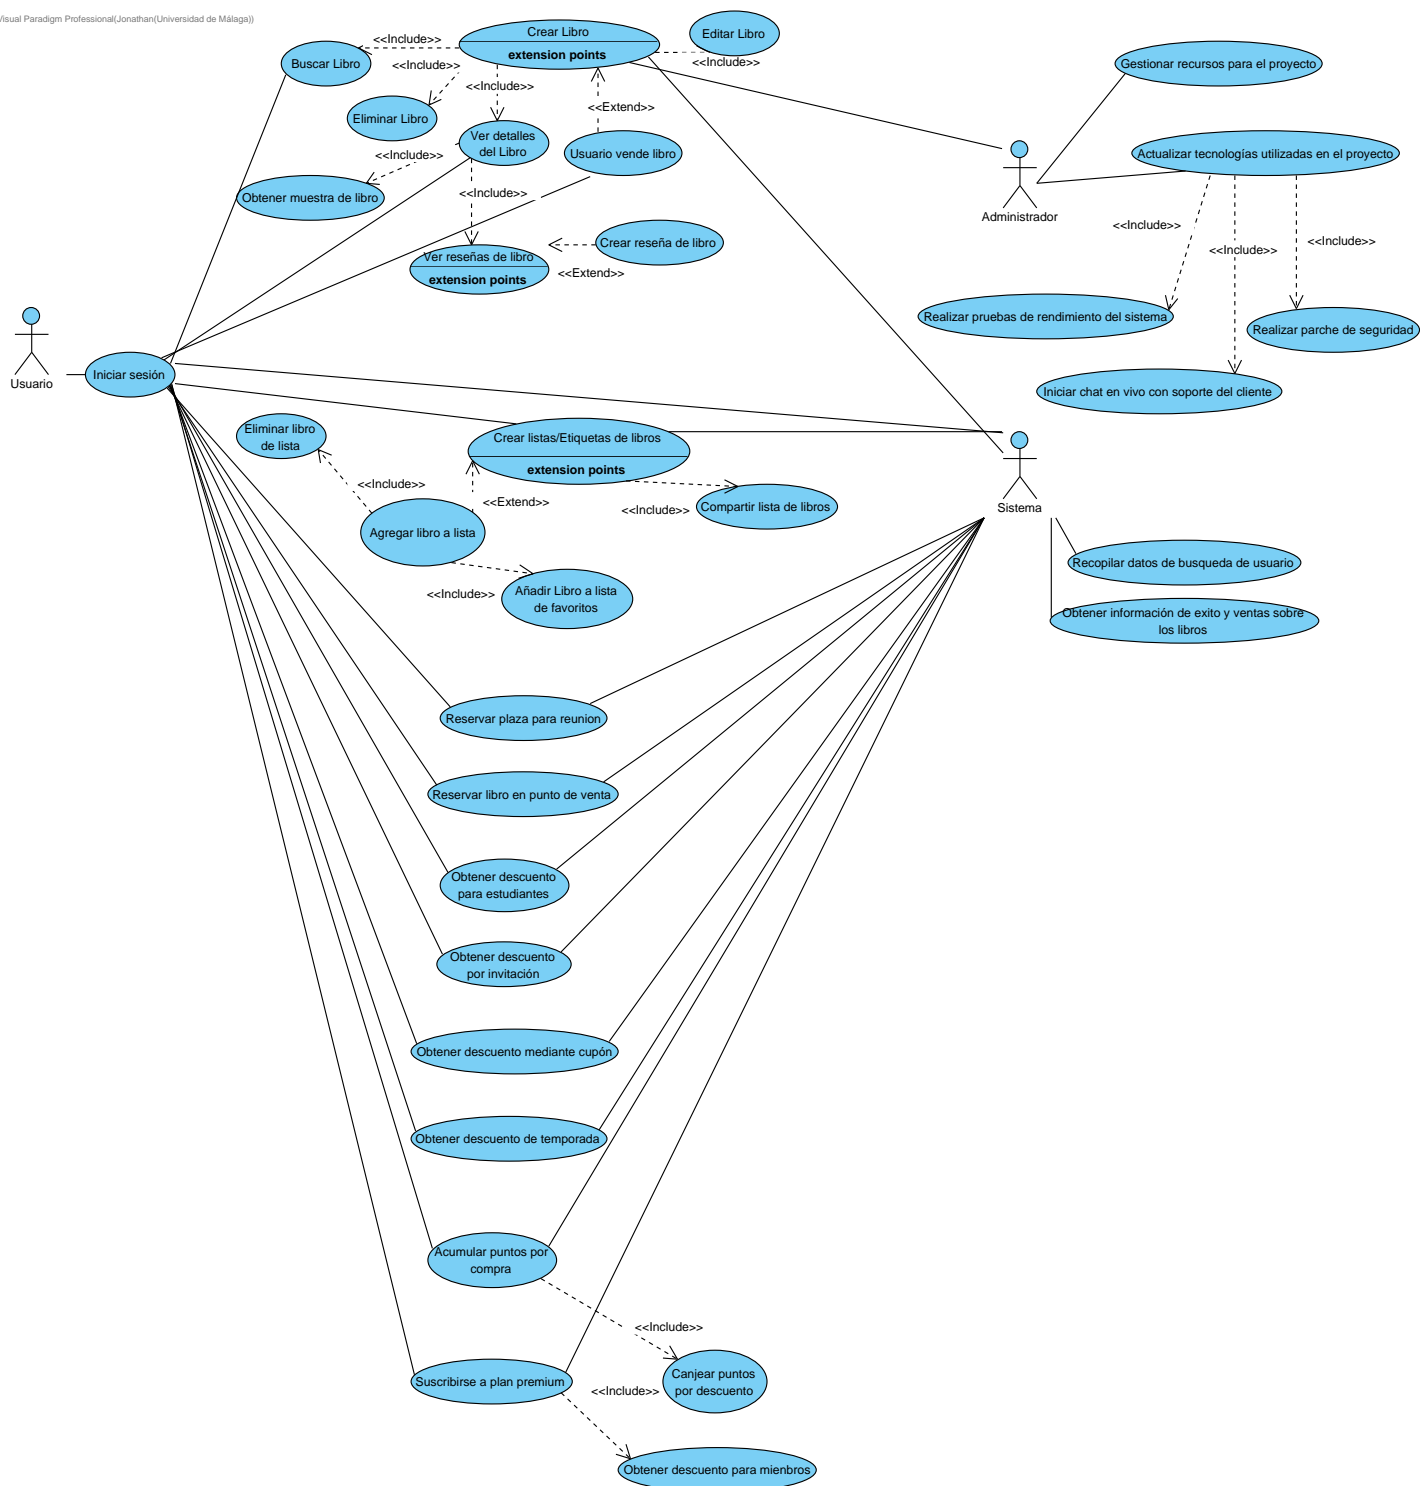 Visual Paradigm Professional(Jonathan(Universidad de Málaga))
Crear Libro
extension points
Editar Libro
<<Include>>
<<Include>>
Buscar Libro
<<Include>>
<<Include>>
Gestionar recursos para el proyecto
Eliminar Libro
<<Extend>>
Ver detalles
del Libro
Usuario vende libro
<<Include>>
Actualizar tecnologías utilizadas en el proyecto
Obtener muestra de libro
<<Include>>
Administrador
<<Include>>
<<Include>>
<<Include>>
Crear reseña de libro
Ver reseñas de libro
extension points
<<Extend>>
Realizar pruebas de rendimiento del sistema
Realizar parche de seguridad
Usuario
Iniciar sesión
Iniciar chat en vivo con soporte del cliente
Eliminar libro
de lista
Crear listas/Etiquetas de libros
extension points
<<Include>>
<<Extend>>
<<Include>>
Compartir lista de libros
Sistema
Agregar libro a lista
Recopilar datos de busqueda de usuario
<<Include>>
Añadir Libro a lista
de favoritos
Obtener información de exito y ventas sobre
los libros
Reservar plaza para reunion
Reservar libro en punto de venta
Obtener descuento
para estudiantes
Obtener descuento
por invitación
Obtener descuento mediante cupón
Obtener descuento de temporada
Acumular puntos por
compra
<<Include>>
Canjear puntos
por descuento
Suscribirse a plan premium
<<Include>>
Obtener descuento para mienbros